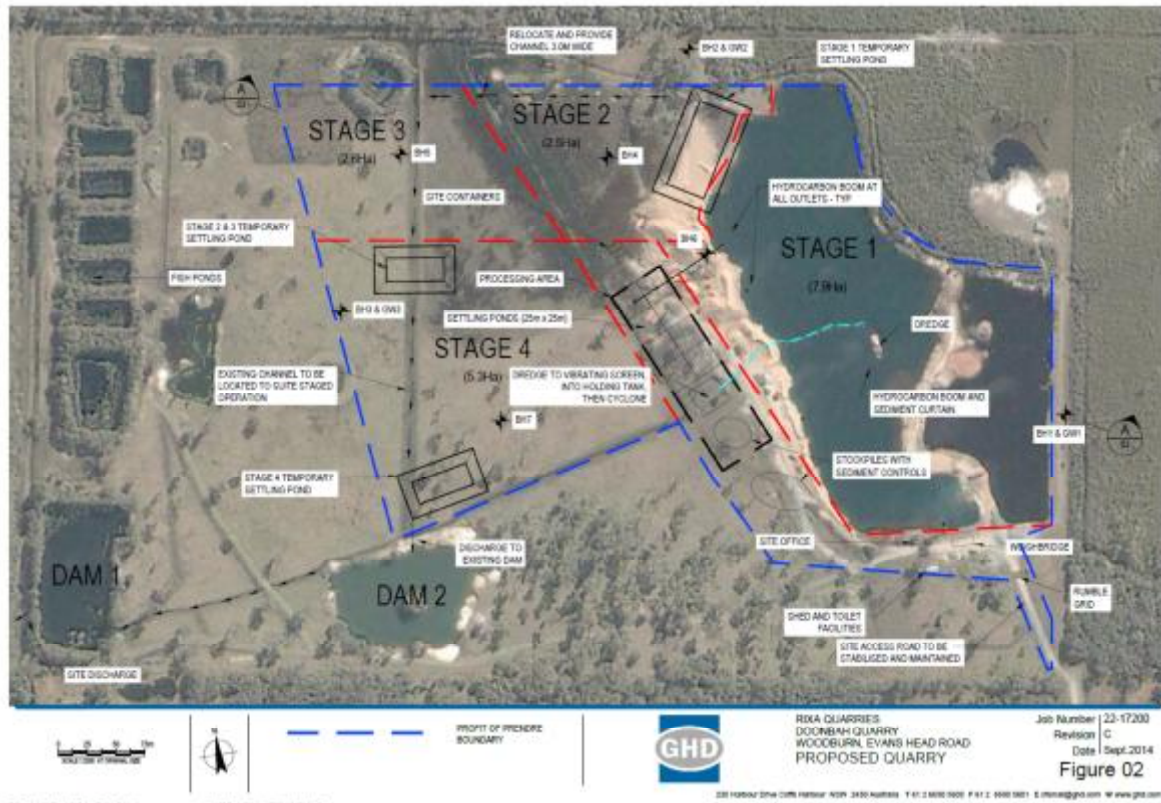 RELOCATE AND PROVIDE
CHANNEL 3.0M WIDE
BH2 & GW2
STAGE 1 TEMPORARY
SETTLING POND
A
STAGE 3
(2.6Ha)
BH5
STAGE 2
(2.5Ha)
BH4
SITE CONTAINERS
HYDROCARBON BOOM AT
ALL OUTLETS - TYP
STAGE 2 & 3 TEMPORARY
SETTLING POND
BH6
STAGE 1
(7.9Ha)
FISH PONDS
PROCESSING AREA
BH3 & GW3
SETTLING PONDS (25m x 25m)
DREDGE
STAGE 4
(5.3Ha)
EXISTING CHANNEL TO BE
LOCATED TO SUITE STAGED
OPERATION
DREDGE TO VIBRATING SCREEN
INTO HOLDING TANK
THEN CYCLONE
HYDROCARBON BOOM AND
SEDIMENT CURTAIN
BH7
BH1 & GW1
A
STAGE 4 TEMPORARY
SETTLING POND
STOCKPILES WITH
SEDIMENT CONTROLS
SITE OFFICE
WEIGHBRIDGE
DISCHARGE TO
EXISTING DAM
DAM 1
DAM 2
RUMBLE
GRID
SHED AND TOILET
FACILITIES
SITE ACCESS ROAD TO BE
STABILISED AND MAINTAINED
SITE DISCHARGE
PROFIT OF PRENDRE
BOUNDARY
GHD
RIXA QUARRIES
DOONBAH QUARRY
WOODBURN, EVANS HEAD ROAD
PROPOSED QUARRY
Job Number 22-17200
Revision C
Date Sept.2014
Figure 02